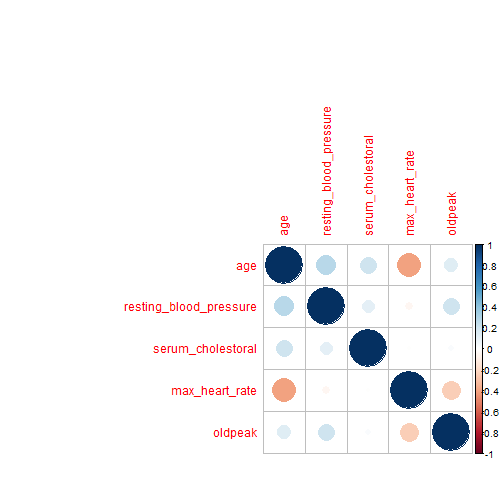 age
resting_blood_pressure
serum_cholestoral
max_heart_rate
oldpeak
age
resting_blood_pressure
serum_cholestoral
max_heart_rate
oldpeak
1
0.8
0.6
0.4
0.2
0
-0.2
-0.4
-0.6
-0.8
-1